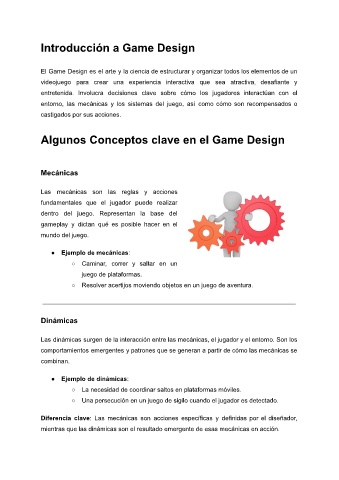 Introducción a Game Design
El Game Design es el arte y la ciencia de estructurar y organizar todos los elementos de un
videojuego para crear una experiencia interactiva que sea atractiva, desafiante y
entretenida. Involucra decisiones clave sobre cómo los jugadores interactúan con el
entorno, las mecánicas y los sistemas del juego, así como cómo son recompensados o
castigados por sus acciones.
Algunos Conceptos clave en el Game Design
Mecánicas
Las mecánicas son las reglas y acciones
fundamentales que el jugador puede realizar
dentro del juego. Representan la base del
gameplay y dictan qué es posible hacer en el
mundo del juego.
● Ejemplo de mecánicas:
○ Caminar, correr y saltar en un
juego de plataformas.
○ Resolver acertijos moviendo objetos en un juego de aventura.
Dinámicas
Las dinámicas surgen de la interacción entre las mecánicas, el jugador y el entorno. Son los
comportamientos emergentes y patrones que se generan a partir de cómo las mecánicas se
combinan.
● Ejemplo de dinámicas:
○ La necesidad de coordinar saltos en plataformas móviles.
○ Una persecución en un juego de sigilo cuando el jugador es detectado.
Diferencia clave: Las mecánicas son acciones específicas y definidas por el diseñador,
mientras que las dinámicas son el resultado emergente de esas mecánicas en acción.